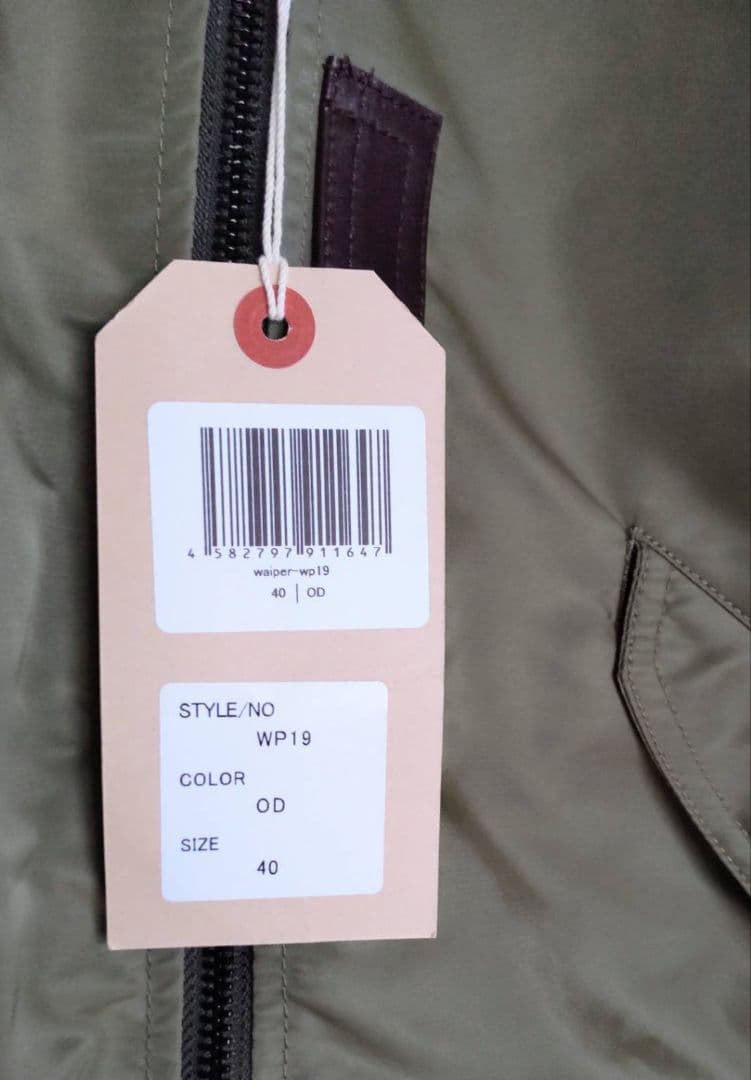 4 582797 911647
waiper-wp19
40 | OD
STYLE/NO
WP19
COLOR
OD
SIZE
40